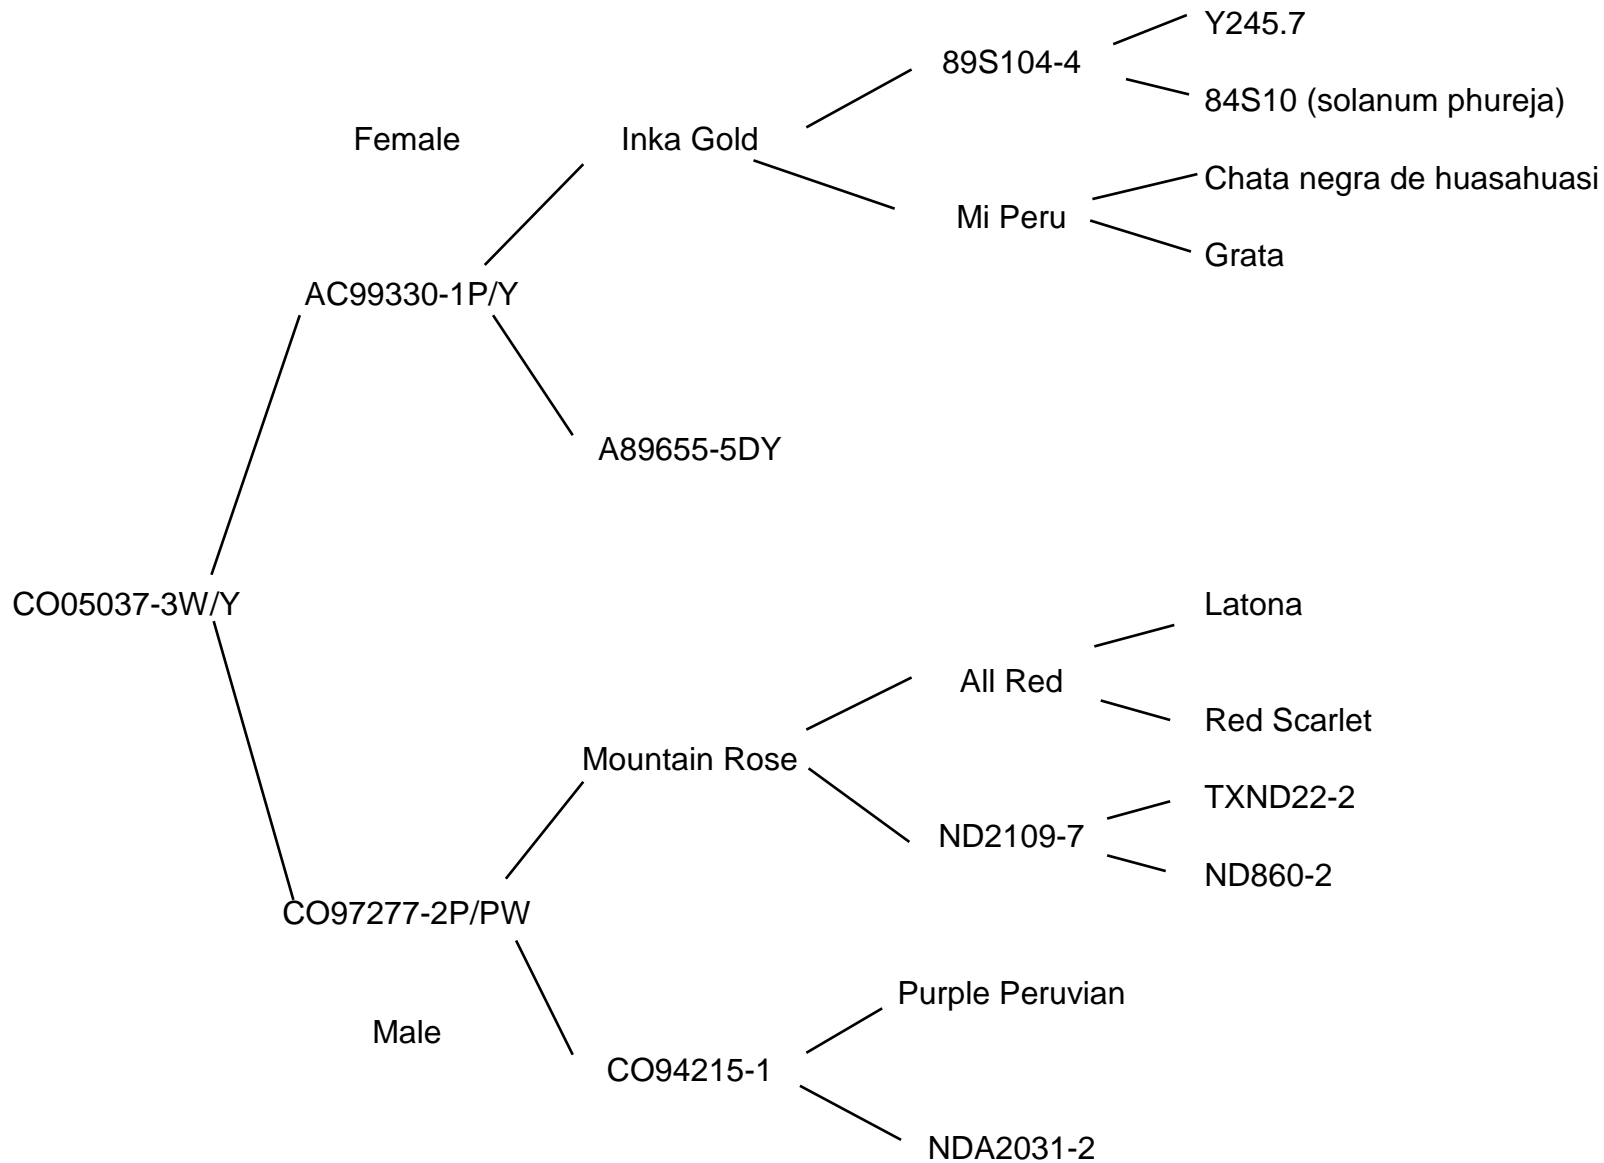 Y245.7
89S104-4
84S10 (solanum phureja)
Female
Inka Gold
Chata negra de huasahuasi
Mi Peru
Grata
AC99330-1P/Y
A89655-5DY
CO05037-3W/Y
Latona
All Red
Red Scarlet
Mountain Rose
TXND22-2
ND2109-7
ND860-2
CO97277-2P/PW
Purple Peruvian
Male
CO94215-1
NDA2031-2